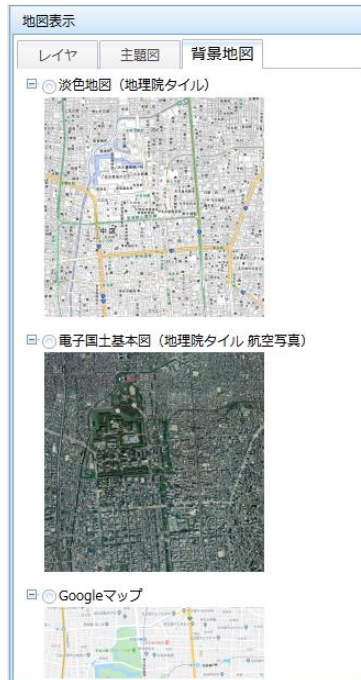 地図表示
レイヤ 主題図 背景地図
淡色地図（地理院タイル）
中区
電子国土基本図（地理院タイル 航空写真）
Googleマップ